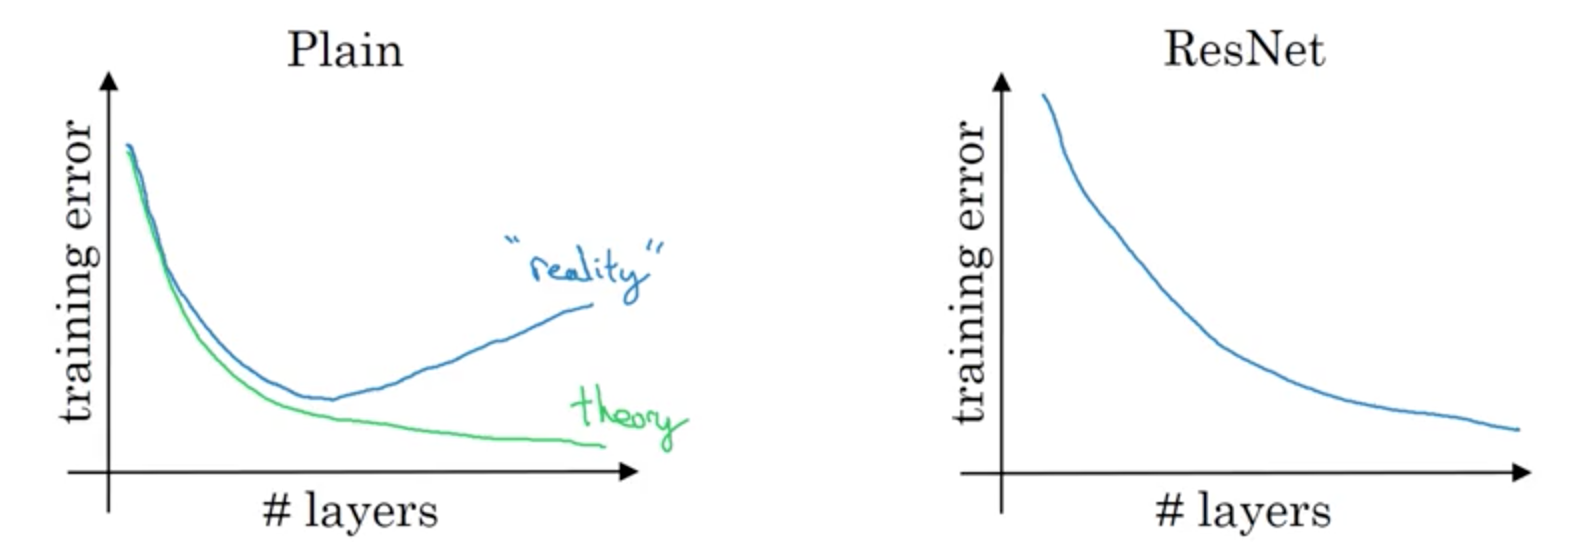 Plain
training error
"reality"
theory
# layers
ResNet
training error
# layers